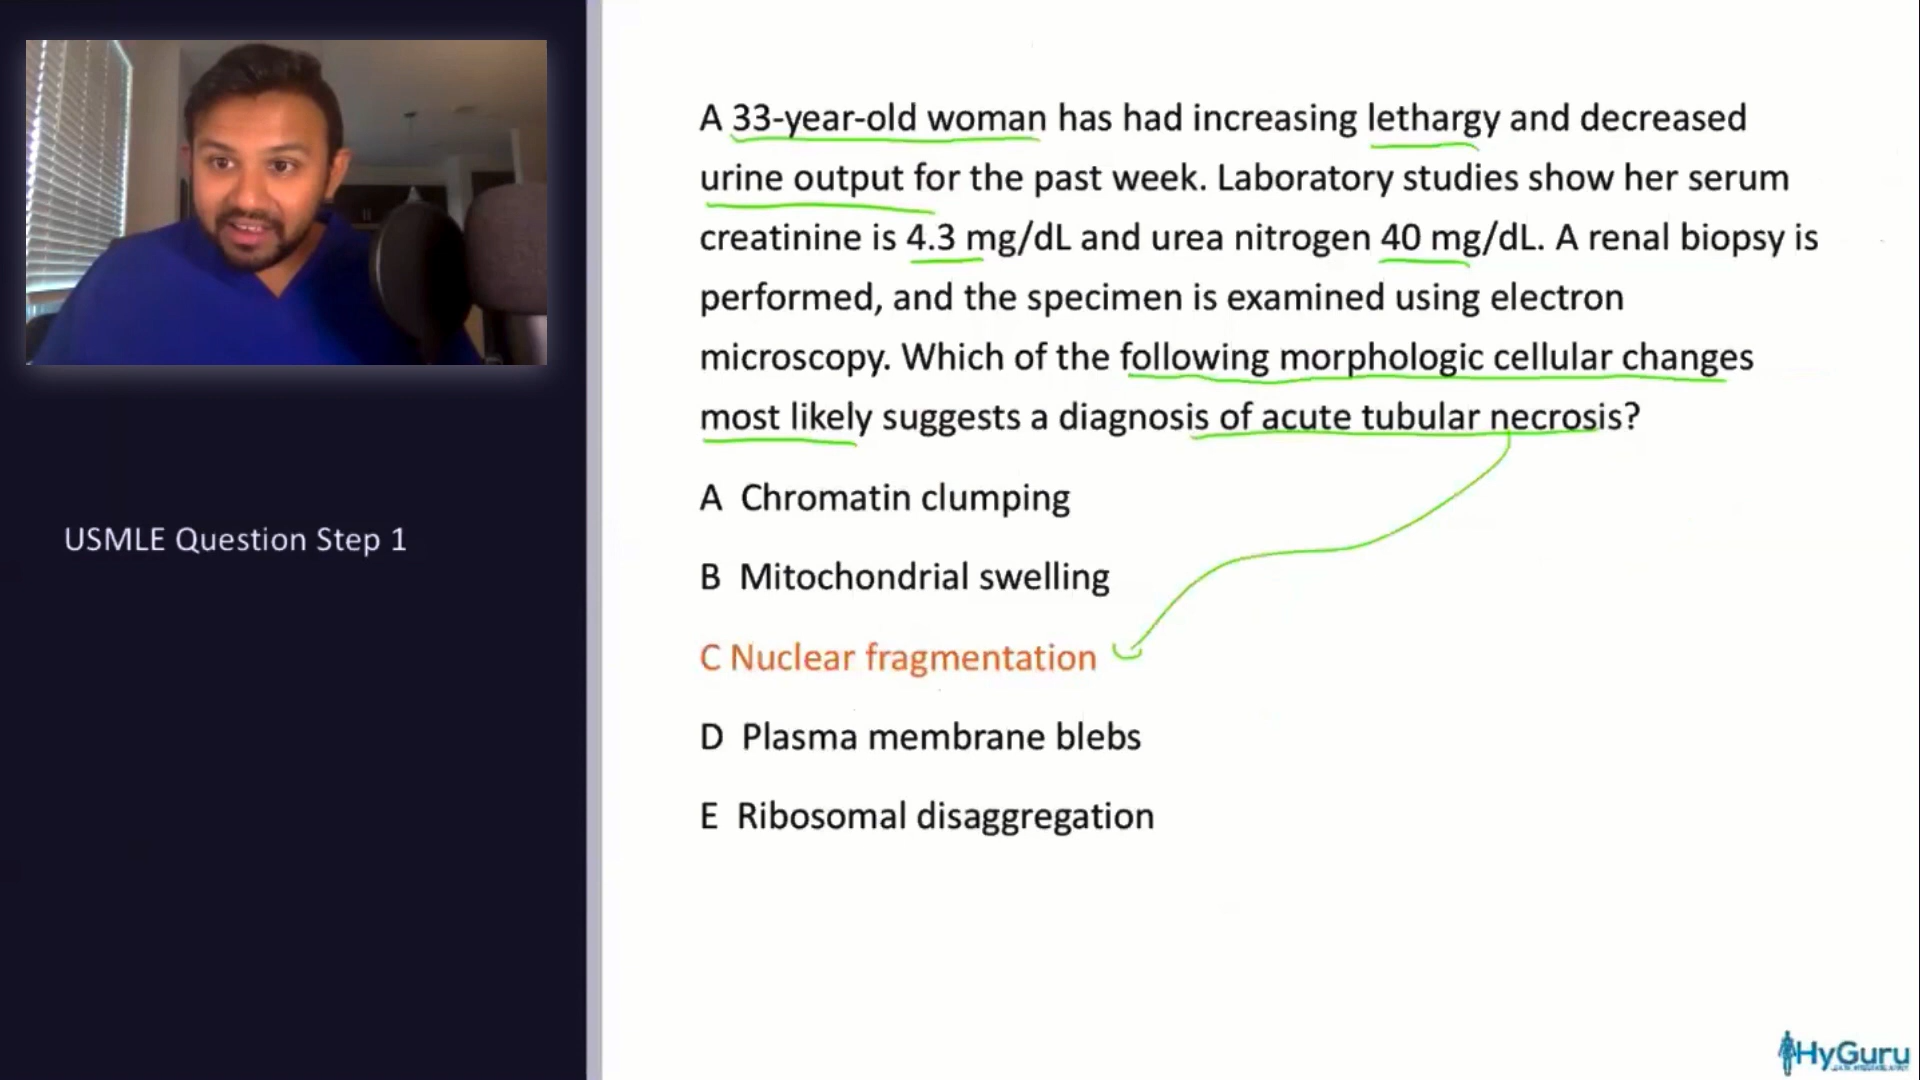 A 33-year-old woman has had increasing lethargy and decreased
urine output for the past week. Laboratory studies show her serum
creatinine is 4.3 mg/dL and urea nitrogen 40 mg/dL. A renal biopsy is
performed, and the specimen is examined using electron
microscopy. Which of the following morphologic cellular changes
most likely suggests a diagnosis of acute tubular necrosis?
A Chromatin clumping
B Mitochondrial swelling
C Nuclear fragmentation
D Plasma membrane blebs
E Ribosomal disaggregation
USMLE Question Step 1
HyGuru